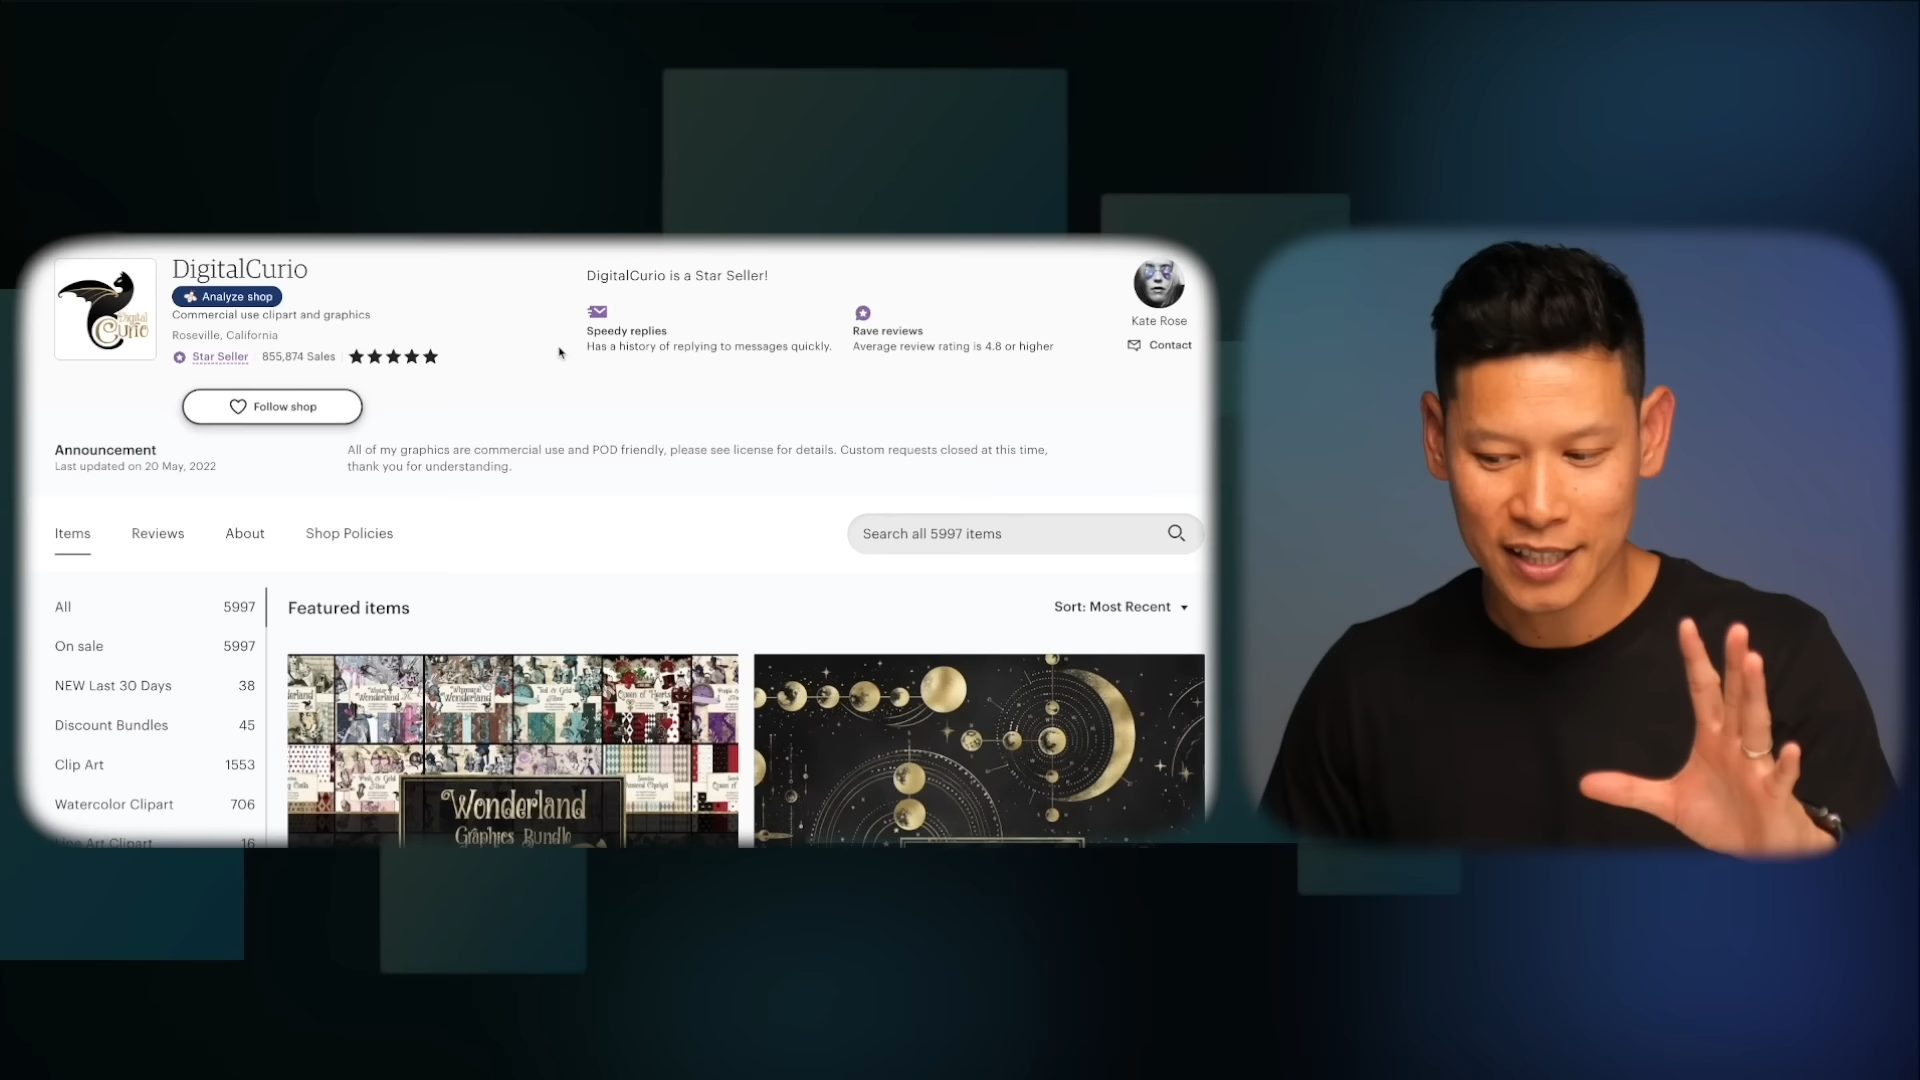 DigitalCurio
Analyze shop
Commercial use clipart and graphics
Roseville, California
Star Seller
855,874 Sales
Follow shop
DigitalCurio is a Star Seller!
Speedy replies
Has a history of replying to messages quickly.
Rave reviews
Average review rating is 4.8 or higher
Kate Rose
Contact
Digital
Curio
Announcement
Last updated on 20 May, 2022
All of my graphics are commercial use and POD friendly, please see license for details. Custom requests closed at this time,
thank you for understanding.
Items
Reviews
About
Shop Policies
Search all 5997 items
All 5997
On sale 5997
NEW Last 30 Days 38
Discount Bundles 45
Clip Art 1553
Watercolor Clipart 706
Line Art Clipart 16
Featured items
Sort: Most Recent
Wonderland
Graphics Bundle